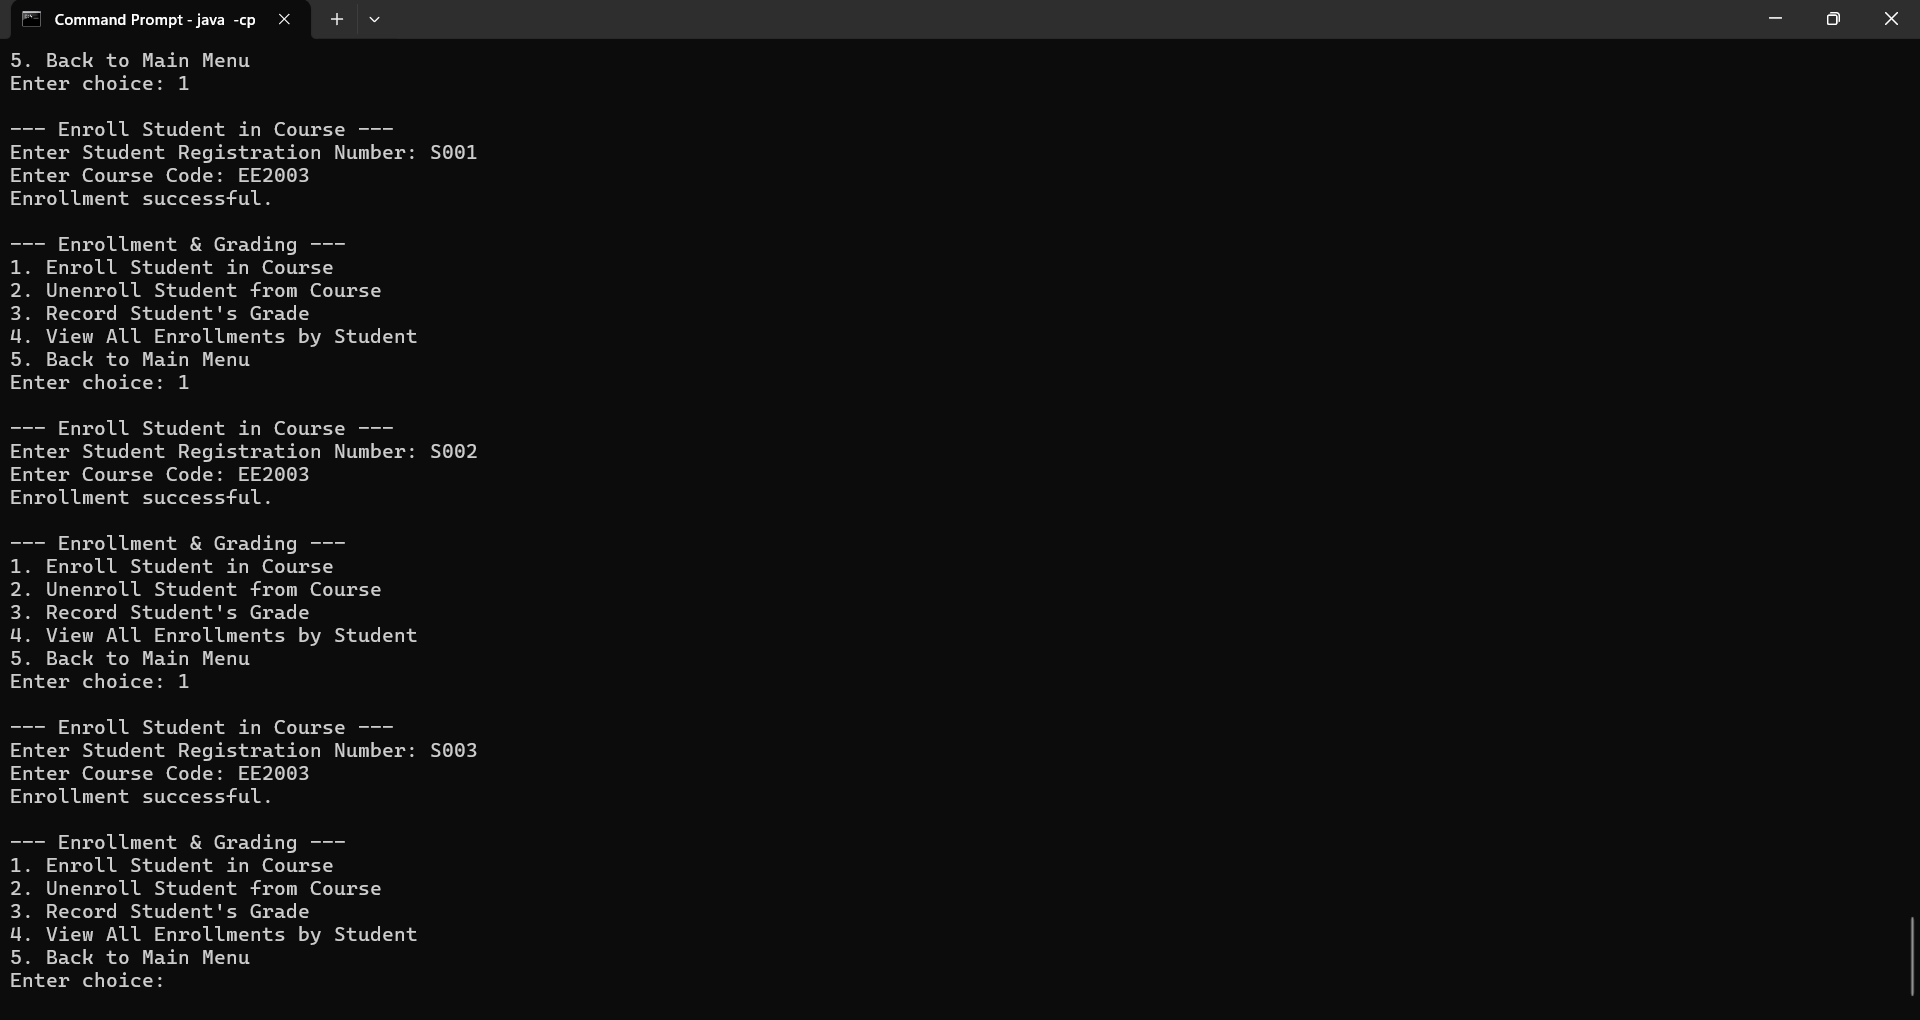 Command Prompt - java -cp
5. Back to Main Menu
Enter choice: 1
--- Enroll Student in Course ---
Enter Student Registration Number: S001
Enter Course Code: EE2003
Enrollment successful.
--- Enrollment & Grading ---
1. Enroll Student in Course
2. Unenroll Student from Course
3. Record Student's Grade
4. View All Enrollments by Student
5. Back to Main Menu
Enter choice: 1
--- Enroll Student in Course ---
Enter Student Registration Number: S002
Enter Course Code: EE2003
Enrollment successful.
--- Enrollment & Grading ---
1. Enroll Student in Course
2. Unenroll Student from Course
3. Record Student's Grade
4. View All Enrollments by Student
5. Back to Main Menu
Enter choice: 1
--- Enroll Student in Course ---
Enter Student Registration Number: S003
Enter Course Code: EE2003
Enrollment successful.
--- Enrollment & Grading ---
1. Enroll Student in Course
2. Unenroll Student from Course
3. Record Student's Grade
4. View All Enrollments by Student
5. Back to Main Menu
Enter choice: